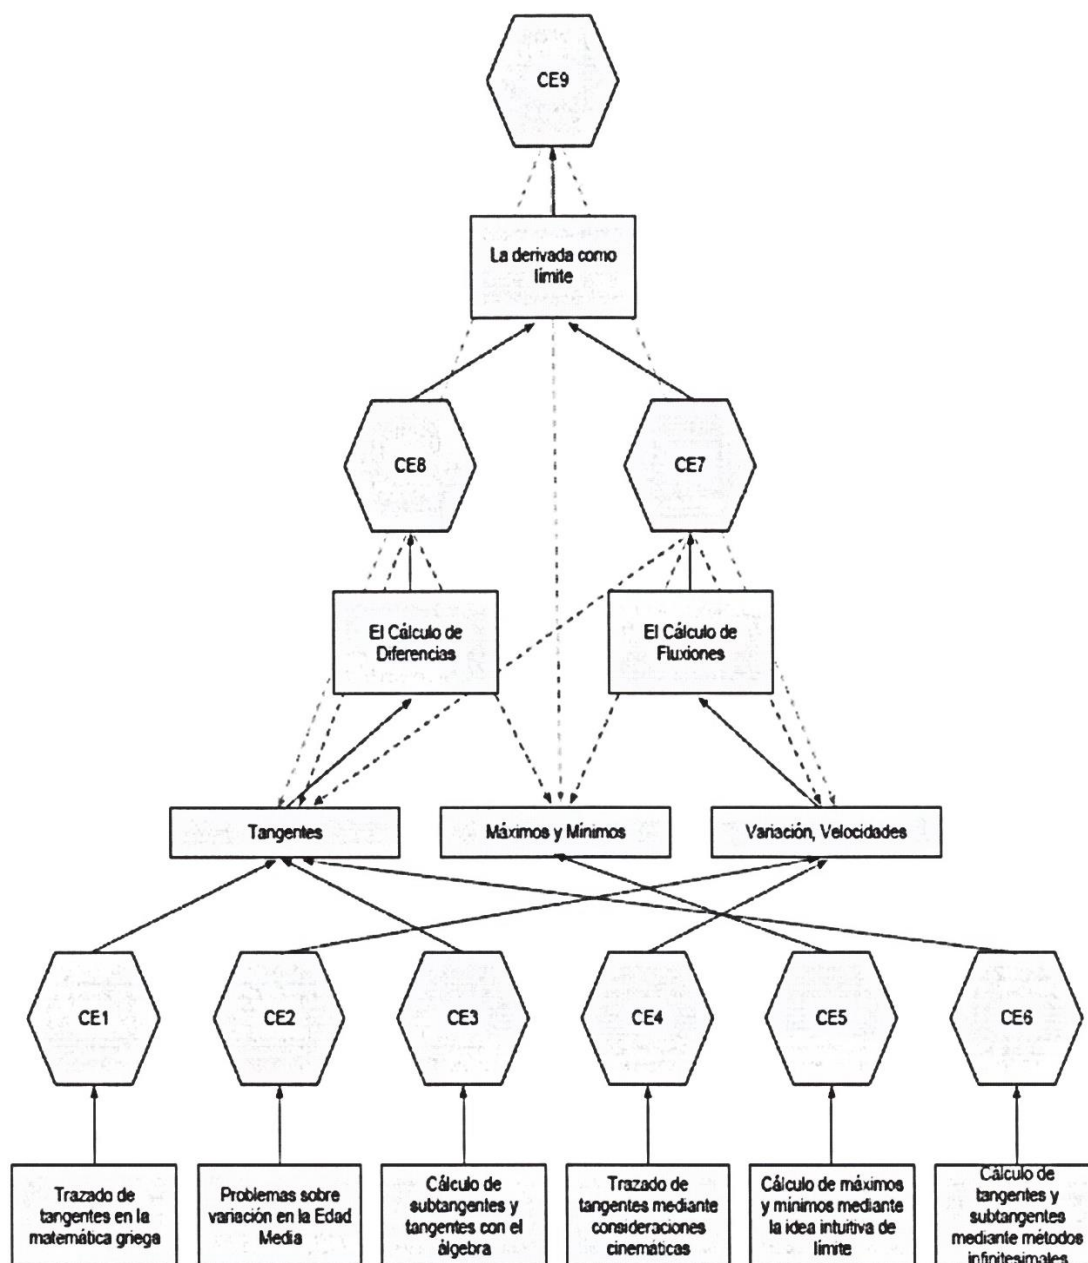 CE9
La derivada como
límite
CE8
CE7
El Cálculo de
Diferencias
El Cálculo de
Fluxiones
Tangentes
Máximos y Mínimos
Variación, Velocidades
CE1
CE2
CE3
CE4
CE5
CE6
Trazado de
tangentes en la
matemática griega
Problemas sobre
variación en la Edad
Media
Cálculo de
subtangentes y
tangentes con el
álgebra
Trazado de
tangentes mediante
consideraciones
cinemáticas
Cálculo de máximos
y mínimos mediante
la idea intuitiva de
límite
Cálculo de
tangentes y
subtangentes
mediante métodos
infinitesimales